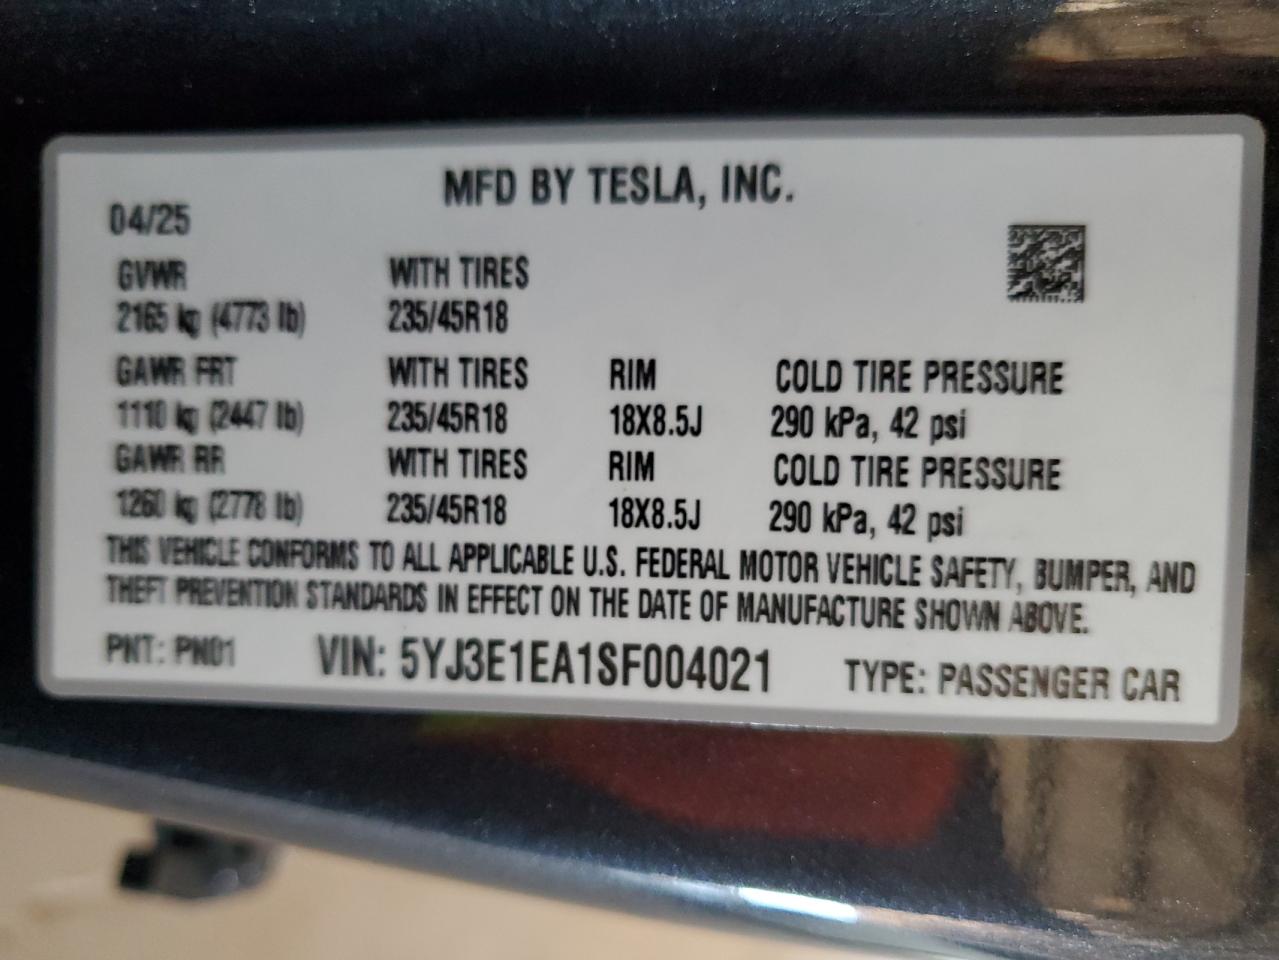 MFD BY TESLA, INC.
04/25
GVWR WITH TIRES
2165 kg (4773 lb) 235/45R18
GAWR FRT WITH TIRES RIM COLD TIRE PRESSURE
1110 kg (2447 lb) 235/45R18 18X8.5J 290 kPa, 42 psi
GAWR RR WITH TIRES RIM COLD TIRE PRESSURE
1260 kg (2778 lb) 235/45R18 18X8.5J 290 kPa, 42 psi
THIS VEHICLE CONFORMS TO ALL APPLICABLE U.S. FEDERAL MOTOR VEHICLE SAFETY, BUMPER, AND
THEFT PREVENTION STANDARDS IN EFFECT ON THE DATE OF MANUFACTURE SHOWN ABOVE.
PNT: PN01 VIN: 5YJ3E1EA1SF004021 TYPE: PASSENGER CAR